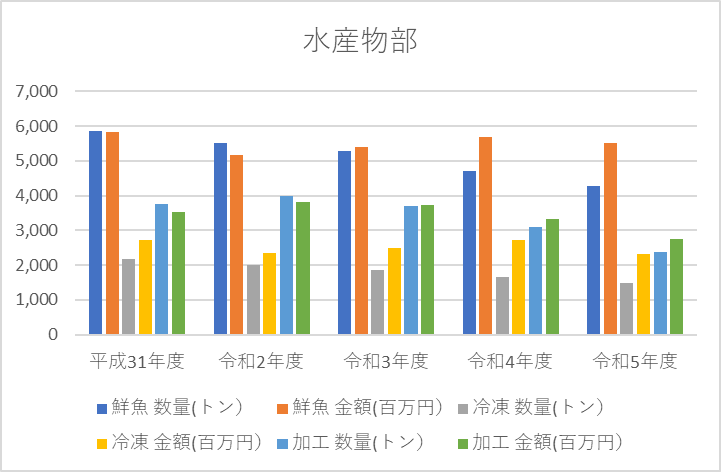 水産物部
7,000
6,000
5,000
4,000
3,000
2,000
1,000
0
平成31年度 令和2年度 令和3年度 令和4年度 令和5年度
鮮魚 数量(トン） 鮮魚 金額(百万円） 冷凍 数量(トン）
冷凍 金額(百万円） 加工 数量(トン） 加工 金額(百万円）